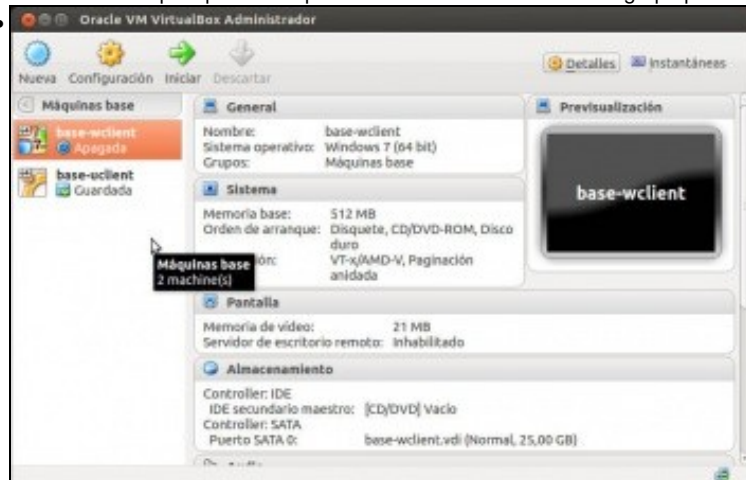 Oracle VM VirtualBox Administrador
Nueva Configuración Iniciar Descartar
Detalles Instantáneas
Máquinas base
base-wclient
Apagada
base-uclient
Guardada
Máquinas base
2 machine(s)
General
Nombre: base-wclient
Sistema operativo: Windows 7 (64 bit)
Grupos: Máquinas base
Sistema
Memoria base: 512 MB
Orden de arranque: Disquete, CD/DVD-ROM, Disco
duro
VT-x/AMD-V, Paginación
anidada
Previsualización
base-wclient
Pantalla
Memoria de vídeo: 21 MB
Servidor de escritorio remoto: Inhabilitado
Almacenamiento
Controller: IDE
IDE secundario maestro: [CD/DVD] Vacío
Controller: SATA
Puerto SATA 0: base-wclient.vdi (Normal, 25,00 GB)